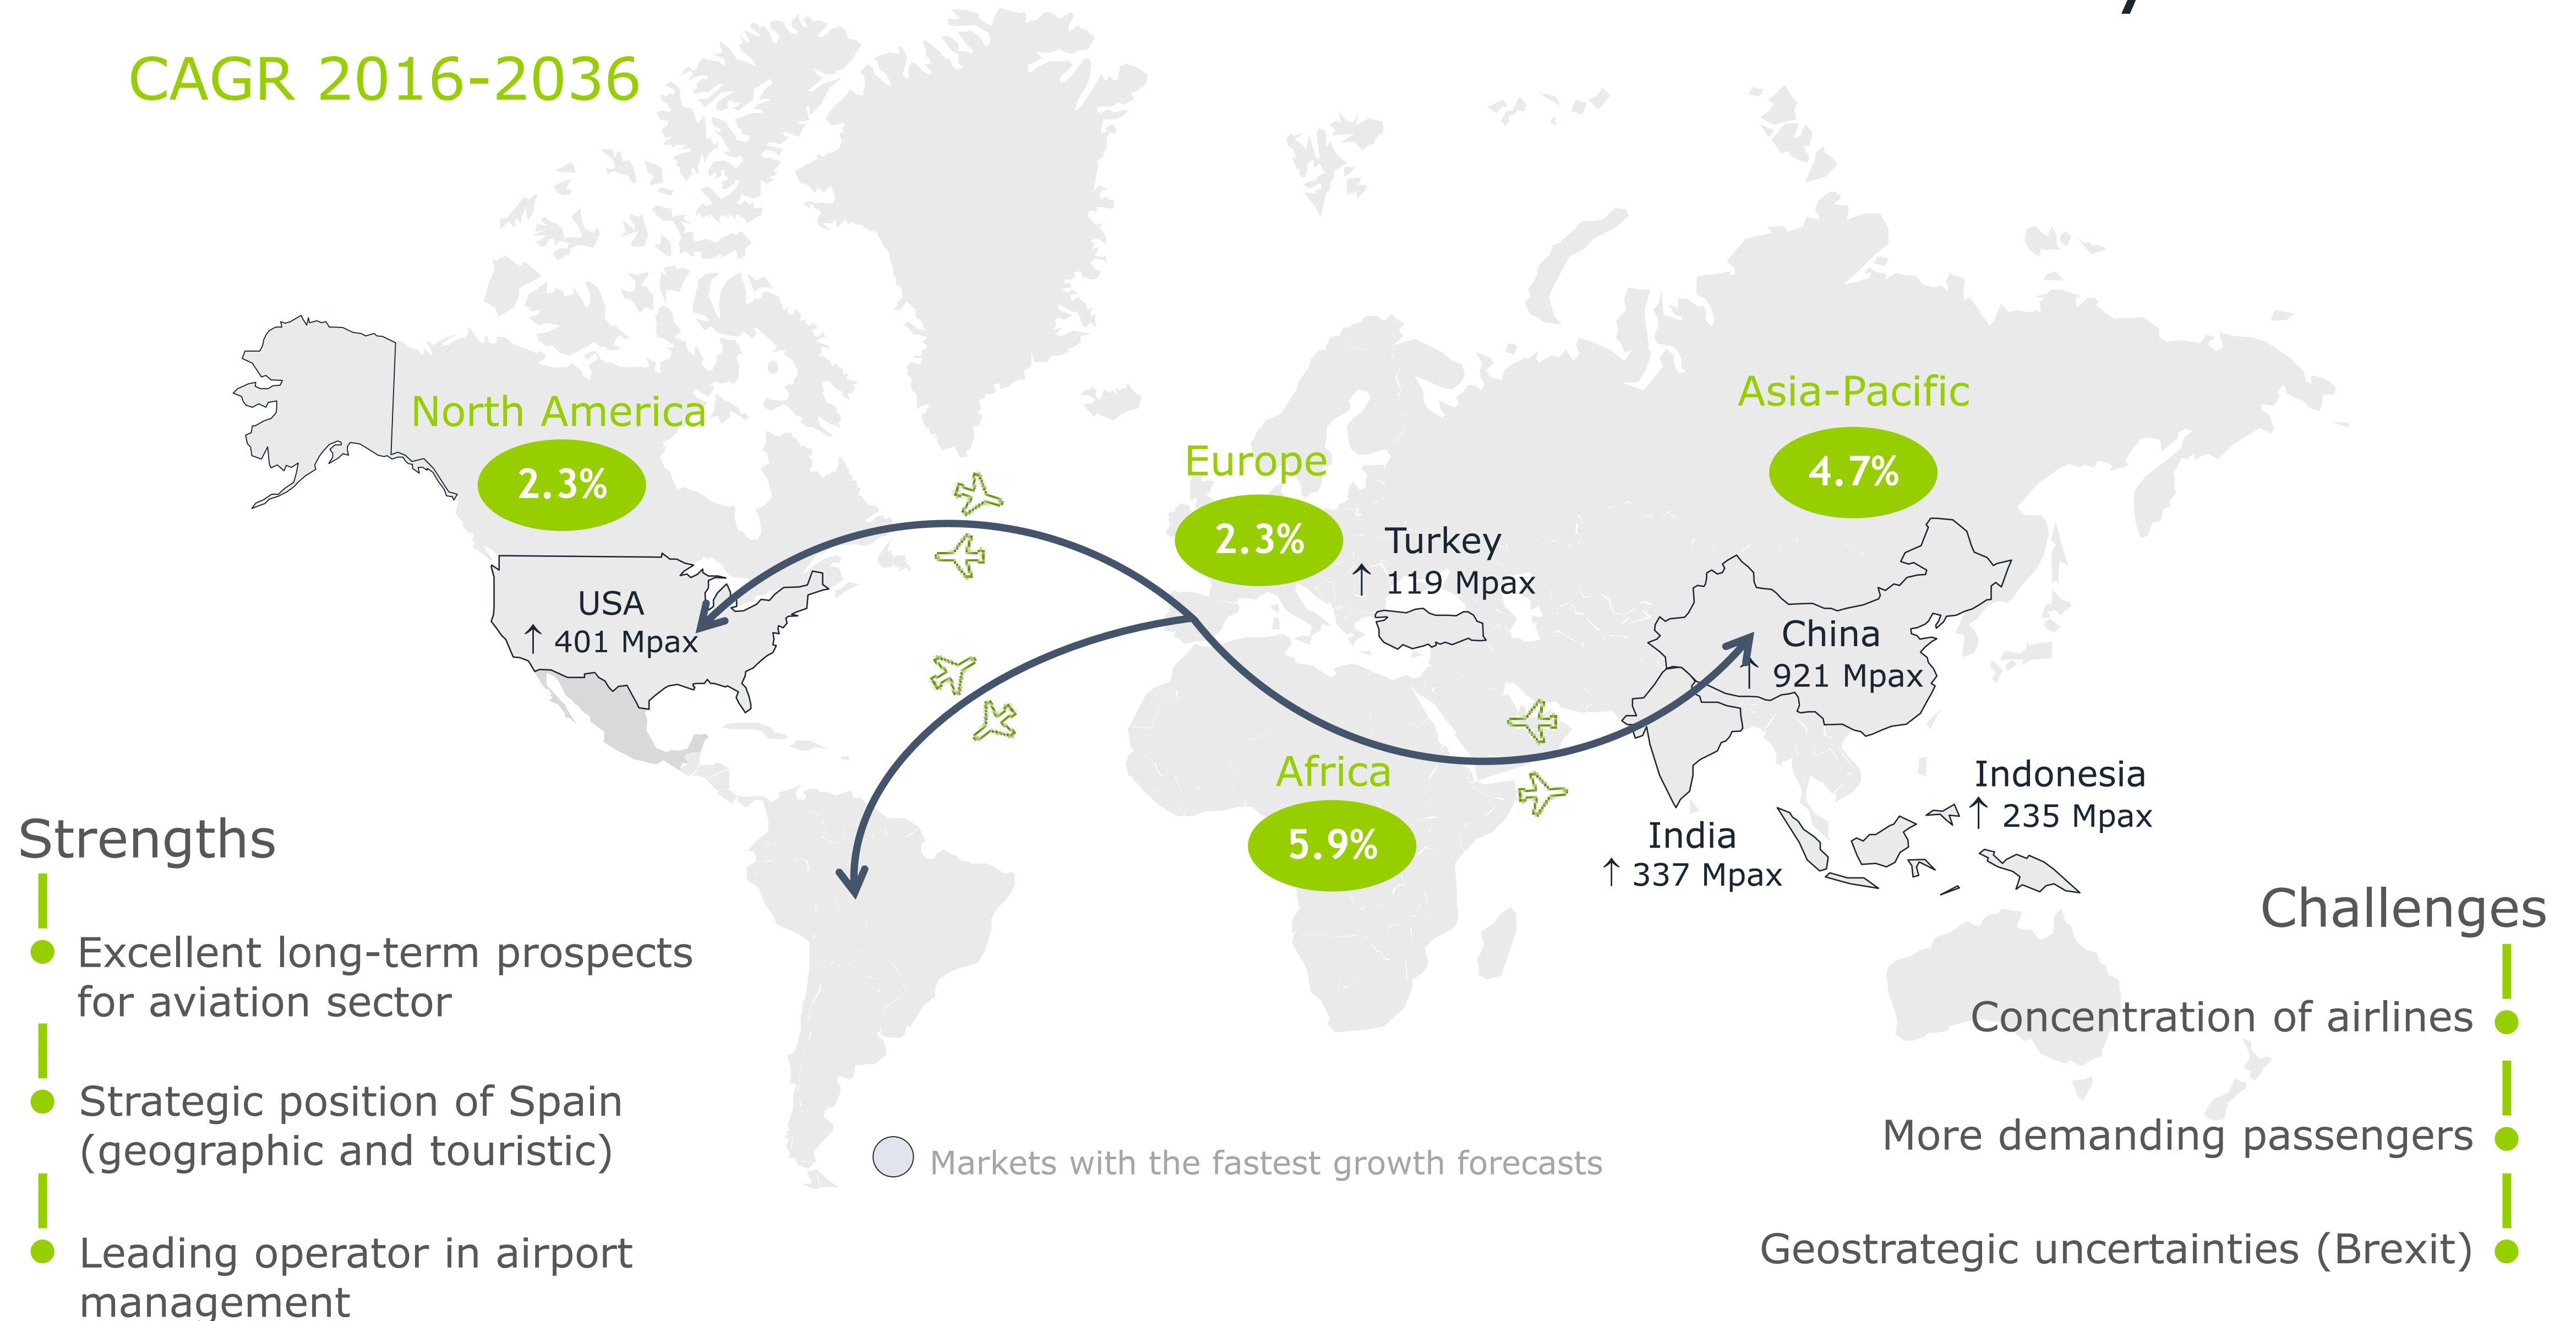 CAGR 2016-2036
North America
2.3%
USA
↑ 401 Mpax
Europe
2.3%
Turkey
↑ 119 Mpax
Asia-Pacific
4.7%
China
↑ 921 Mpax
Africa
5.9%
India
↑ 337 Mpax
Indonesia
↑ 235 Mpax
Strengths
Excellent long-term prospects
for aviation sector
Strategic position of Spain
(geographic and touristic)
Leading operator in airport
management
Markets with the fastest growth forecasts
Challenges
Concentration of airlines
More demanding passengers
Geostrategic uncertainties (Brexit)